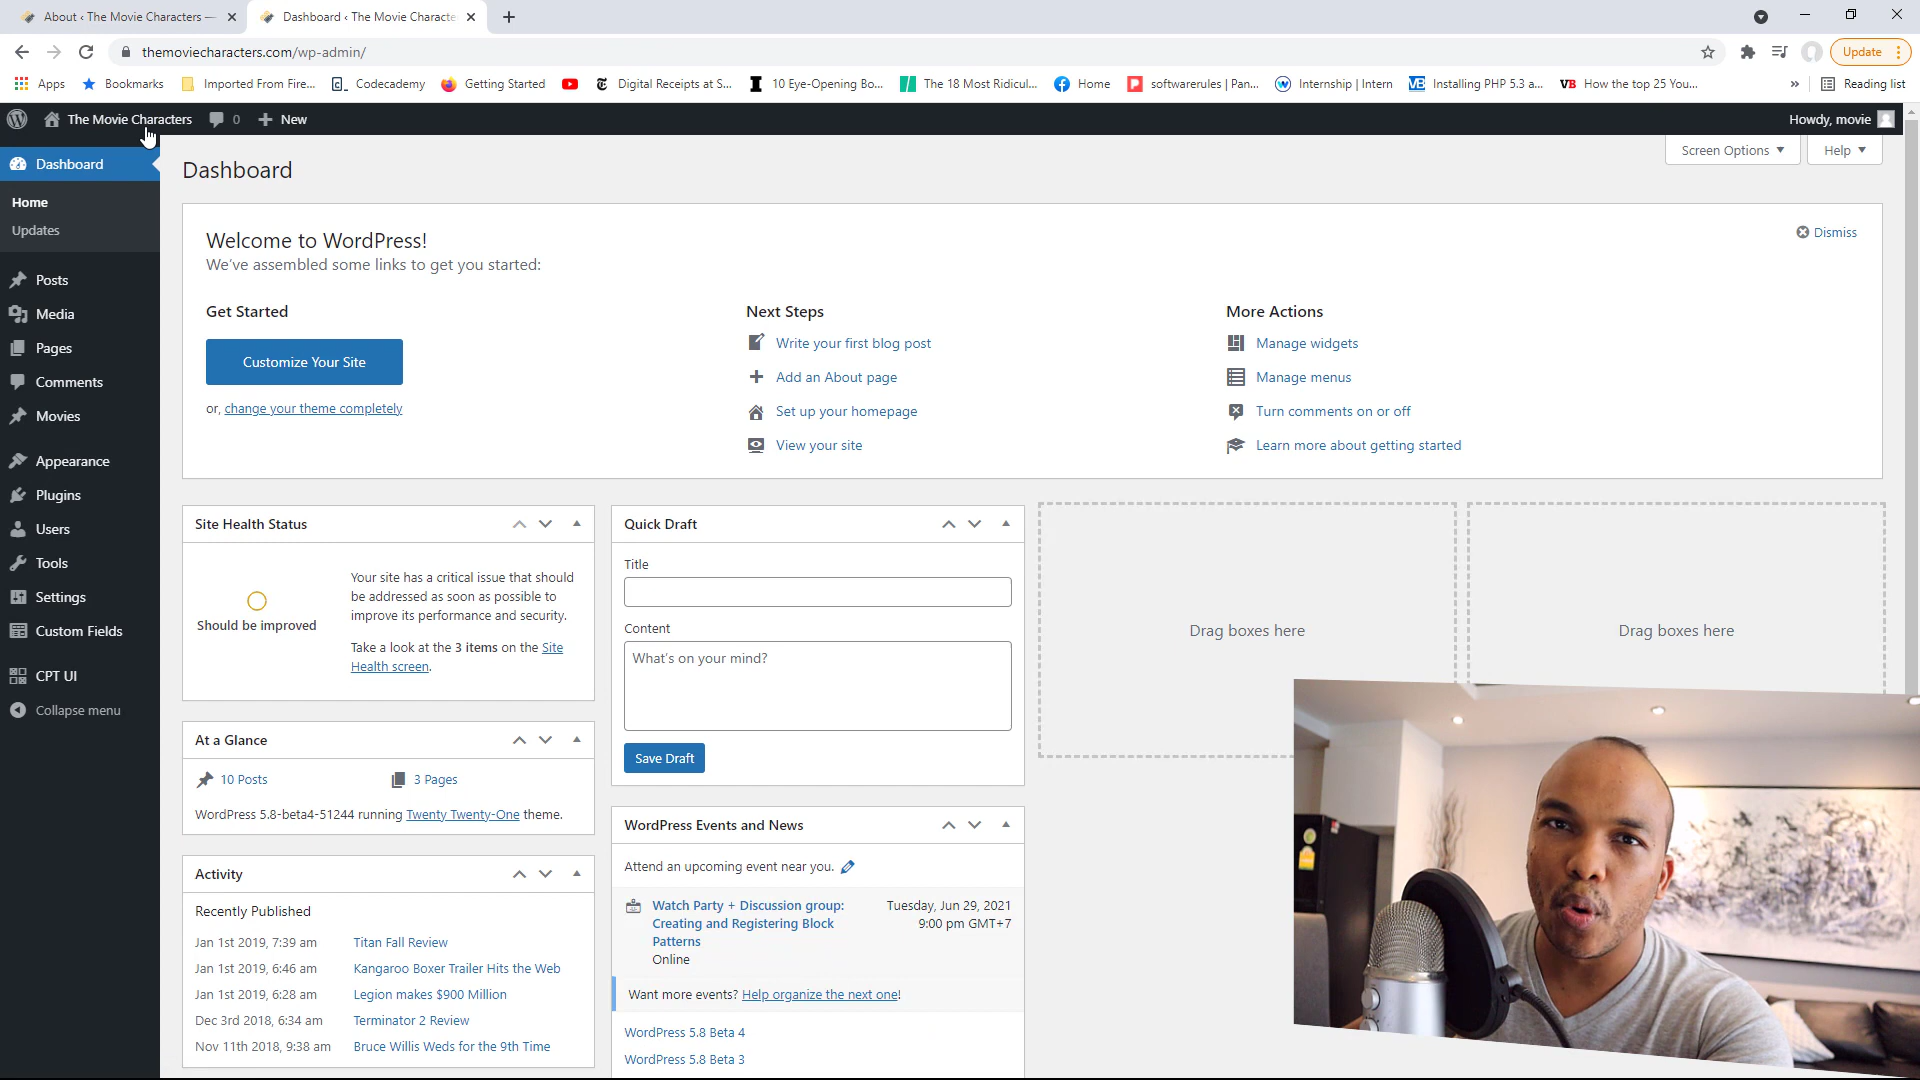 About ‹ The Movie Characters —
Dashboard ‹ The Movie Characte
themoviecharacters.com/wp-admin/
Update
Apps
Bookmarks
Imported From Fire...
Codecademy
Getting Started
Digital Receipts at S...
10 Eye-Opening Bo...
The 18 Most Ridicul...
Home
softwarerules | Pan...
Internship | Intern
Installing PHP 5.3 a...
VB How the top 25 You...
»
Reading list
The Movie Characters
0
New
Howdy, movie
Dashboard
Home
Updates
Posts
Media
Pages
Comments
Movies
Appearance
Plugins
Users
Tools
Settings
Custom Fields
CPT UI
Collapse menu
Screen Options
Help
Dashboard
Welcome to WordPress!
We've assembled some links to get you started:
Dismiss
Get Started
Customize Your Site
or, change your theme completely
Next Steps
Write your first blog post
Add an About page
Set up your homepage
View your site
More Actions
Manage widgets
Manage menus
Turn comments on or off
Learn more about getting started
Site Health Status
Should be improved
Your site has a critical issue that should
be addressed as soon as possible to
improve its performance and security.
Take a look at the 3 items on the Site
Health screen.
At a Glance
10 Posts
3 Pages
WordPress 5.8-beta4-51244 running Twenty Twenty-One theme.
Activity
Recently Published
Jan 1st 2019, 7:39 am Titan Fall Review
Jan 1st 2019, 6:46 am Kangaroo Boxer Trailer Hits the Web
Jan 1st 2019, 6:28 am Legion makes $900 Million
Dec 3rd 2018, 6:34 am Terminator 2 Review
Nov 11th 2018, 9:38 am Bruce Willis Weds for the 9th Time
Quick Draft
Title
Content
What's on your mind?
Save Draft
WordPress Events and News
Attend an upcoming event near you.
Watch Party + Discussion group:
Creating and Registering Block
Patterns
Online
Tuesday, Jun 29, 2021
9:00 pm GMT+7
Want more events? Help organize the next one!
WordPress 5.8 Beta 4
WordPress 5.8 Beta 3
Drag boxes here
Drag boxes here